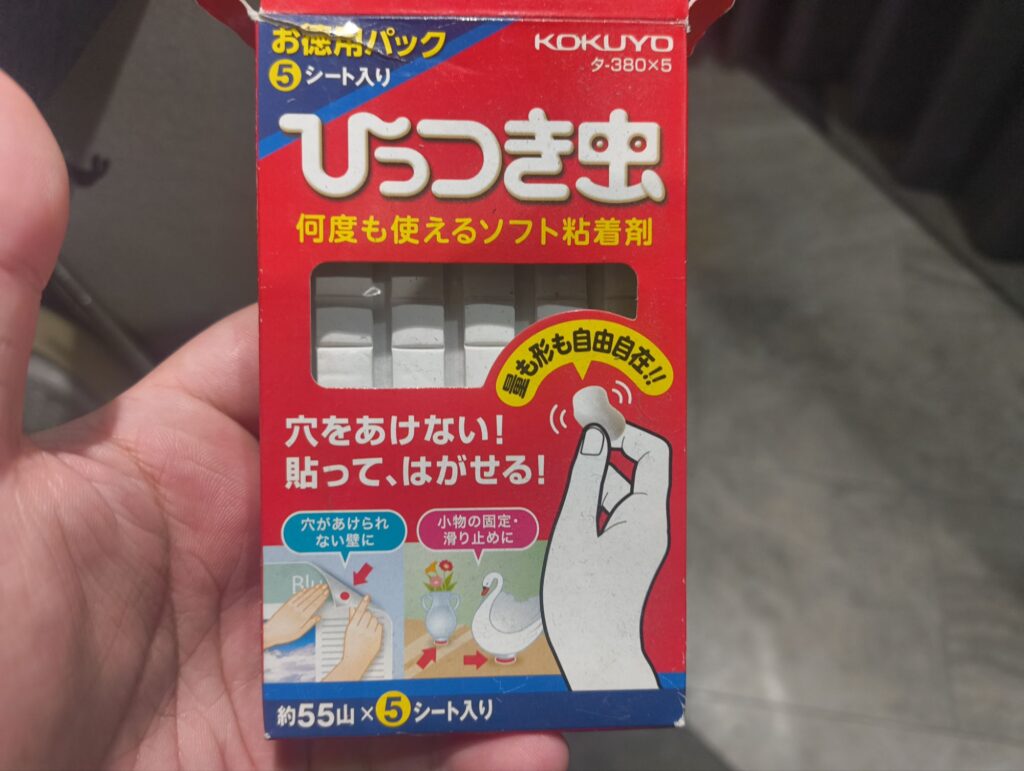 お徳用パック
5シート入り
KOKUYO
タ-380×5
ひっつき虫
何度も使えるソフト粘着剤
量も形も自由自在!!
穴をあけない!
貼って、はがせる!
穴があけられ
ない壁に
小物の固定・
滑り止めに
Blu
約55山×5シート入り